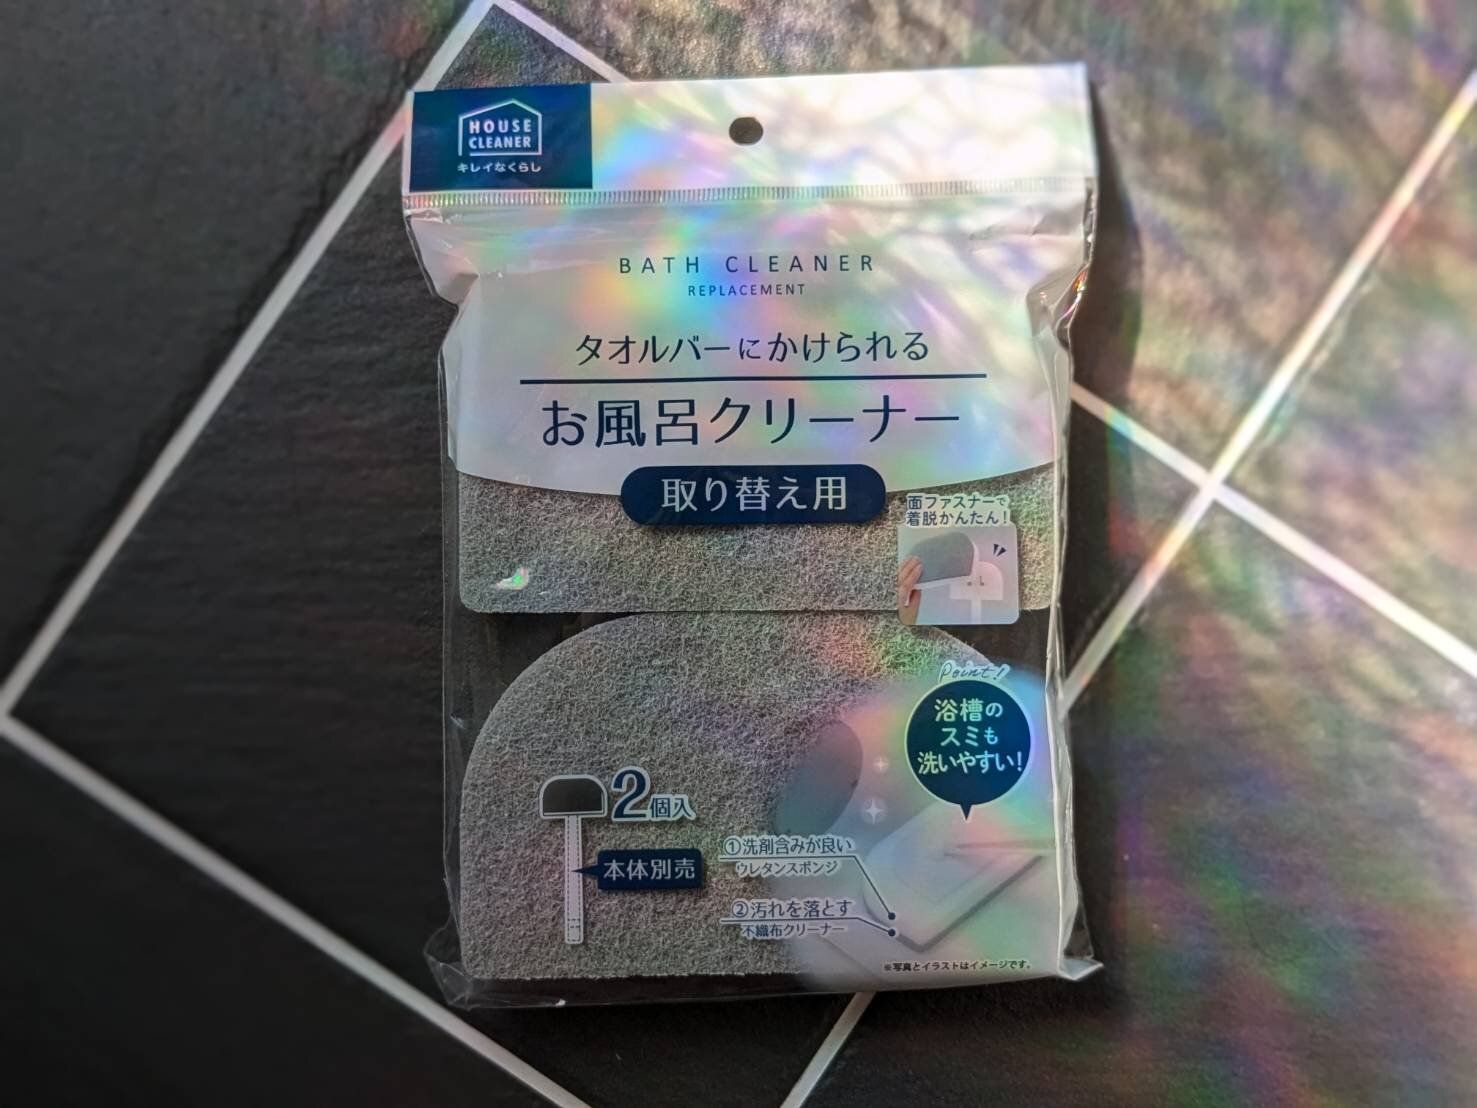 HOUSE
CLEANER
キレイなくらし
BATH CLEANER
REPLACEMENT
タオルバーにかけられる
お風呂クリーナー
取り替え用
面ファスナーで
着脱かんたん!
Point!
浴槽の
スミも
洗いやすい!
2個入
本体別売
①洗剤含みが良い
ウレタンスポンジ
②汚れを落とす
不織布クリーナー
※写真とイラストはイメージです。